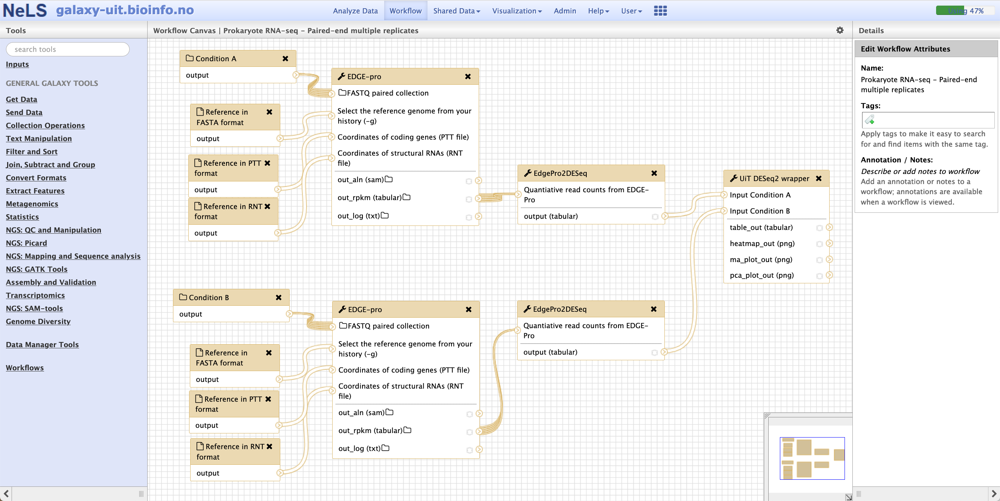 NeLS galaxy-uit.bioinfo.no
Analyze Data Workflow Shared Data Visualization Admin Help User
Using 47%
Tools
search tools
Inputs
GENERAL GALAXY TOOLS
Get Data
Send Data
Collection Operations
Text Manipulation
Filter and Sort
Join, Subtract and Group
Convert Formats
Extract Features
Metagenomics
Statistics
NGS: QC and Manipulation
NGS: Picard
NGS: Mapping and Sequence analysis
NGS: GATK Tools
Assembly and Validation
Transcriptomics
NGS: SAM-tools
Genome Diversity
Data Manager Tools
Workflows
Workflow Canvas | Prokaryote RNA-seq - Paired-end multiple replicates
Condition A
output
Reference in
FASTA format
output
Reference in PTT
format
output
Reference in RNT
format
output
EDGE-pro
FASTQ paired collection
Select the reference genome from your
history (-g)
Coordinates of coding genes (PTT file)
Coordinates of structural RNAs (RNT
file)
out_aln (sam)
out_rpkm (tabular)
out_log (txt)
EdgePro2DESeq
Quantiative read counts from EDGE-
Pro
output (tabular)
UiT DESeq2 wrapper
Input Condition A
Input Condition B
table_out (tabular)
heatmap_out (png)
ma_plot_out (png)
pca_plot_out (png)
Condition B
output
Reference in
FASTA format
output
Reference in PTT
format
output
Reference in RNT
format
output
EDGE-pro
FASTQ paired collection
Select the reference genome from your
history (-g)
Coordinates of coding genes (PTT file)
Coordinates of structural RNAs (RNT
file)
out_aln (sam)
out_rpkm (tabular)
out_log (txt)
EdgePro2DESeq
Quantiative read counts from EDGE-
Pro
output (tabular)
Details
Edit Workflow Attributes
Name:
Prokaryote RNA-seq - Paired-end
multiple replicates
Tags:
Apply tags to make it easy to search
for and find items with the same tag.
Annotation / Notes:
Describe or add notes to workflow
Add an annotation or notes to a
workflow; annotations are available
when a workflow is viewed.